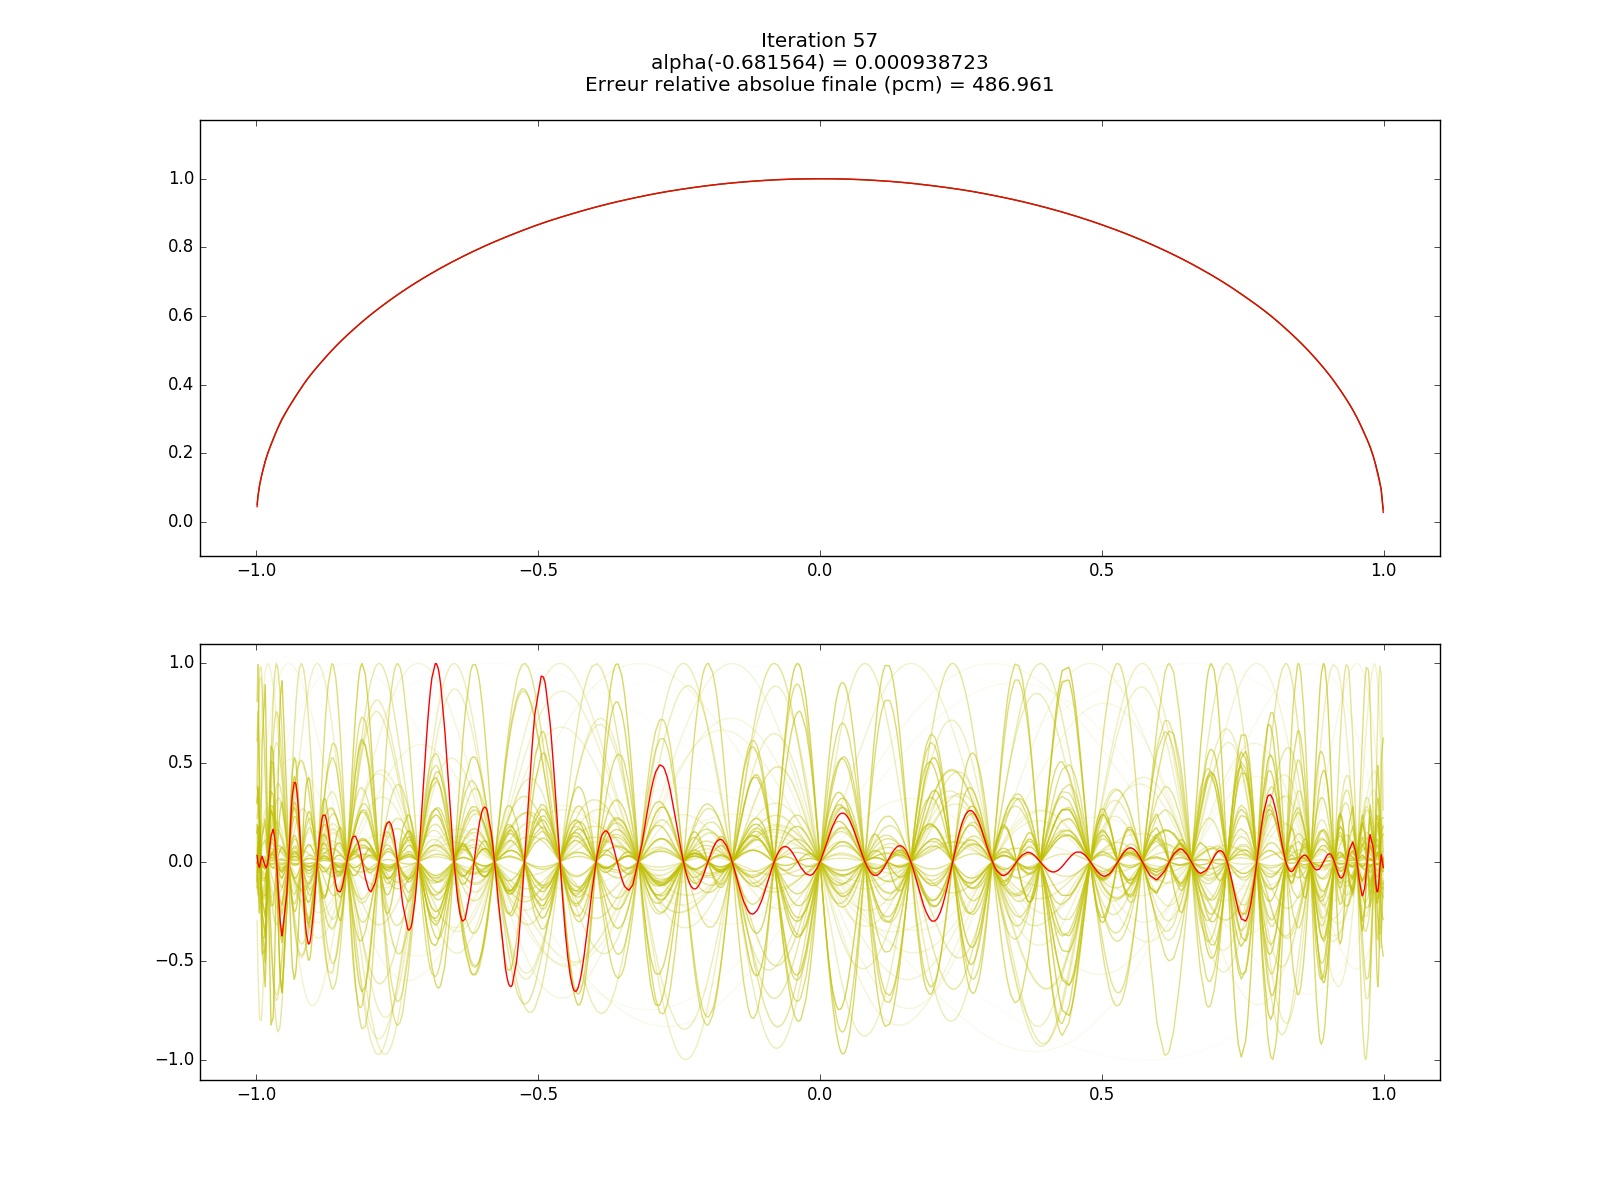 Iteration 57
alpha(-0.681564) = 0.000938723
Erreur relative absolue finale (pcm) = 486.961
1.0
0.8
0.6
0.4
0.2
0.0
−1.0 −0.5 0.0 0.5 1.0
1.0
0.5
0.0
−0.5
−1.0
−1.0 −0.5 0.0 0.5 1.0